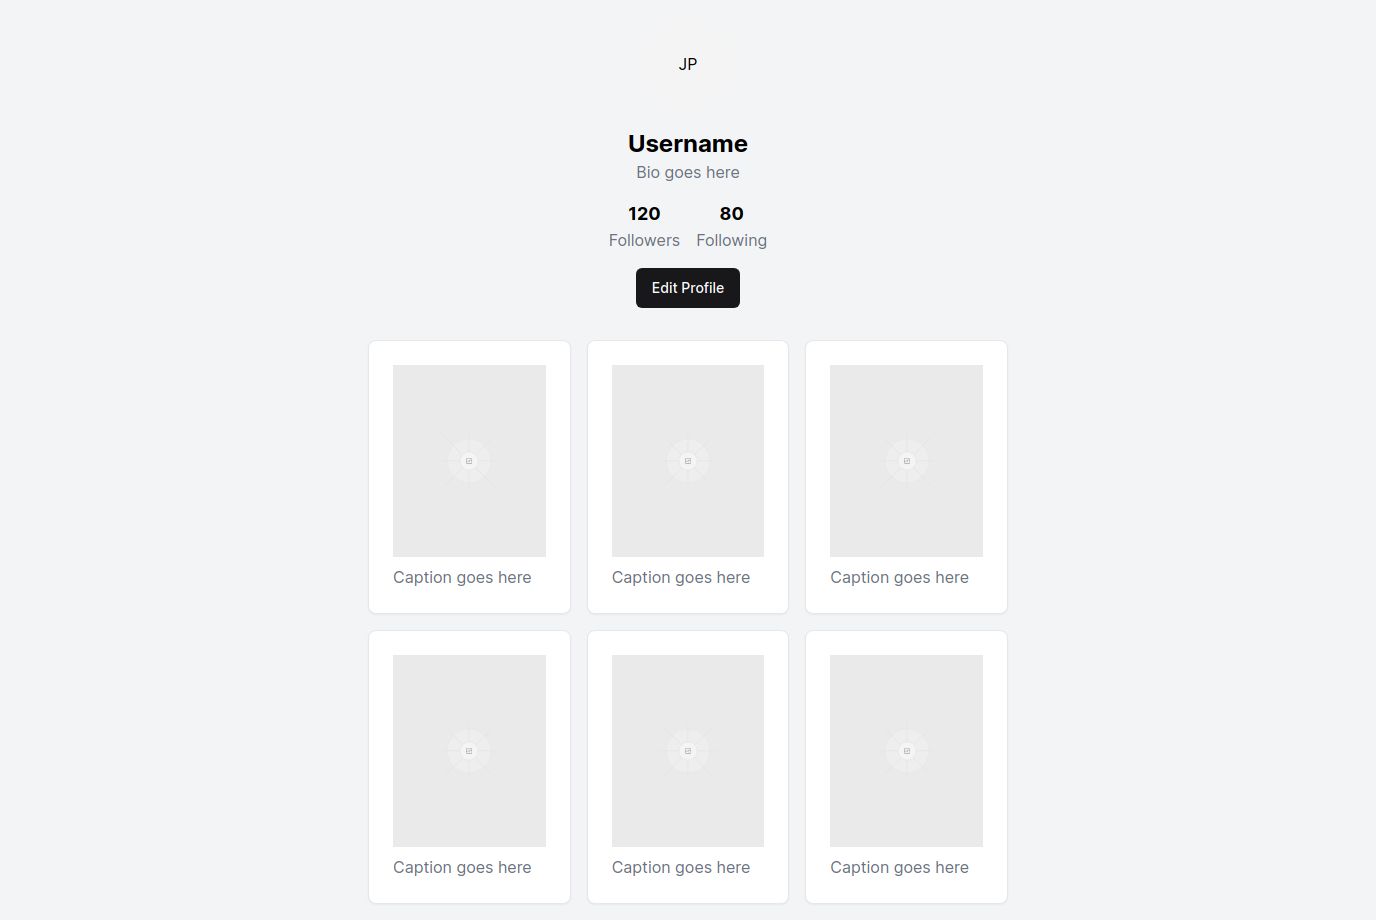 JP
Username
Bio goes here
120 80
Followers Following
Edit Profile
Caption goes here Caption goes here Caption goes here
Caption goes here Caption goes here Caption goes here